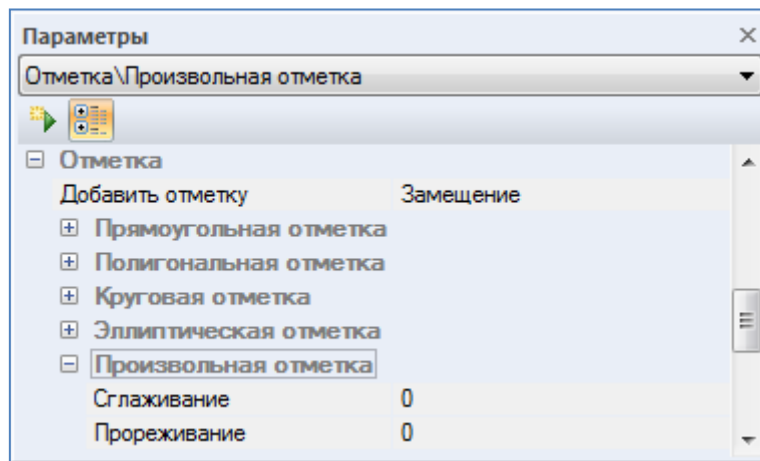 Параметры
Отметка\Произвольная отметка
Отметка
Добавить отметку Замещение
Прямоугольная отметка
Полигональная отметка
Круговая отметка
Эллиптическая отметка
Произвольная отметка
Сглаживание 0
Прореживание 0